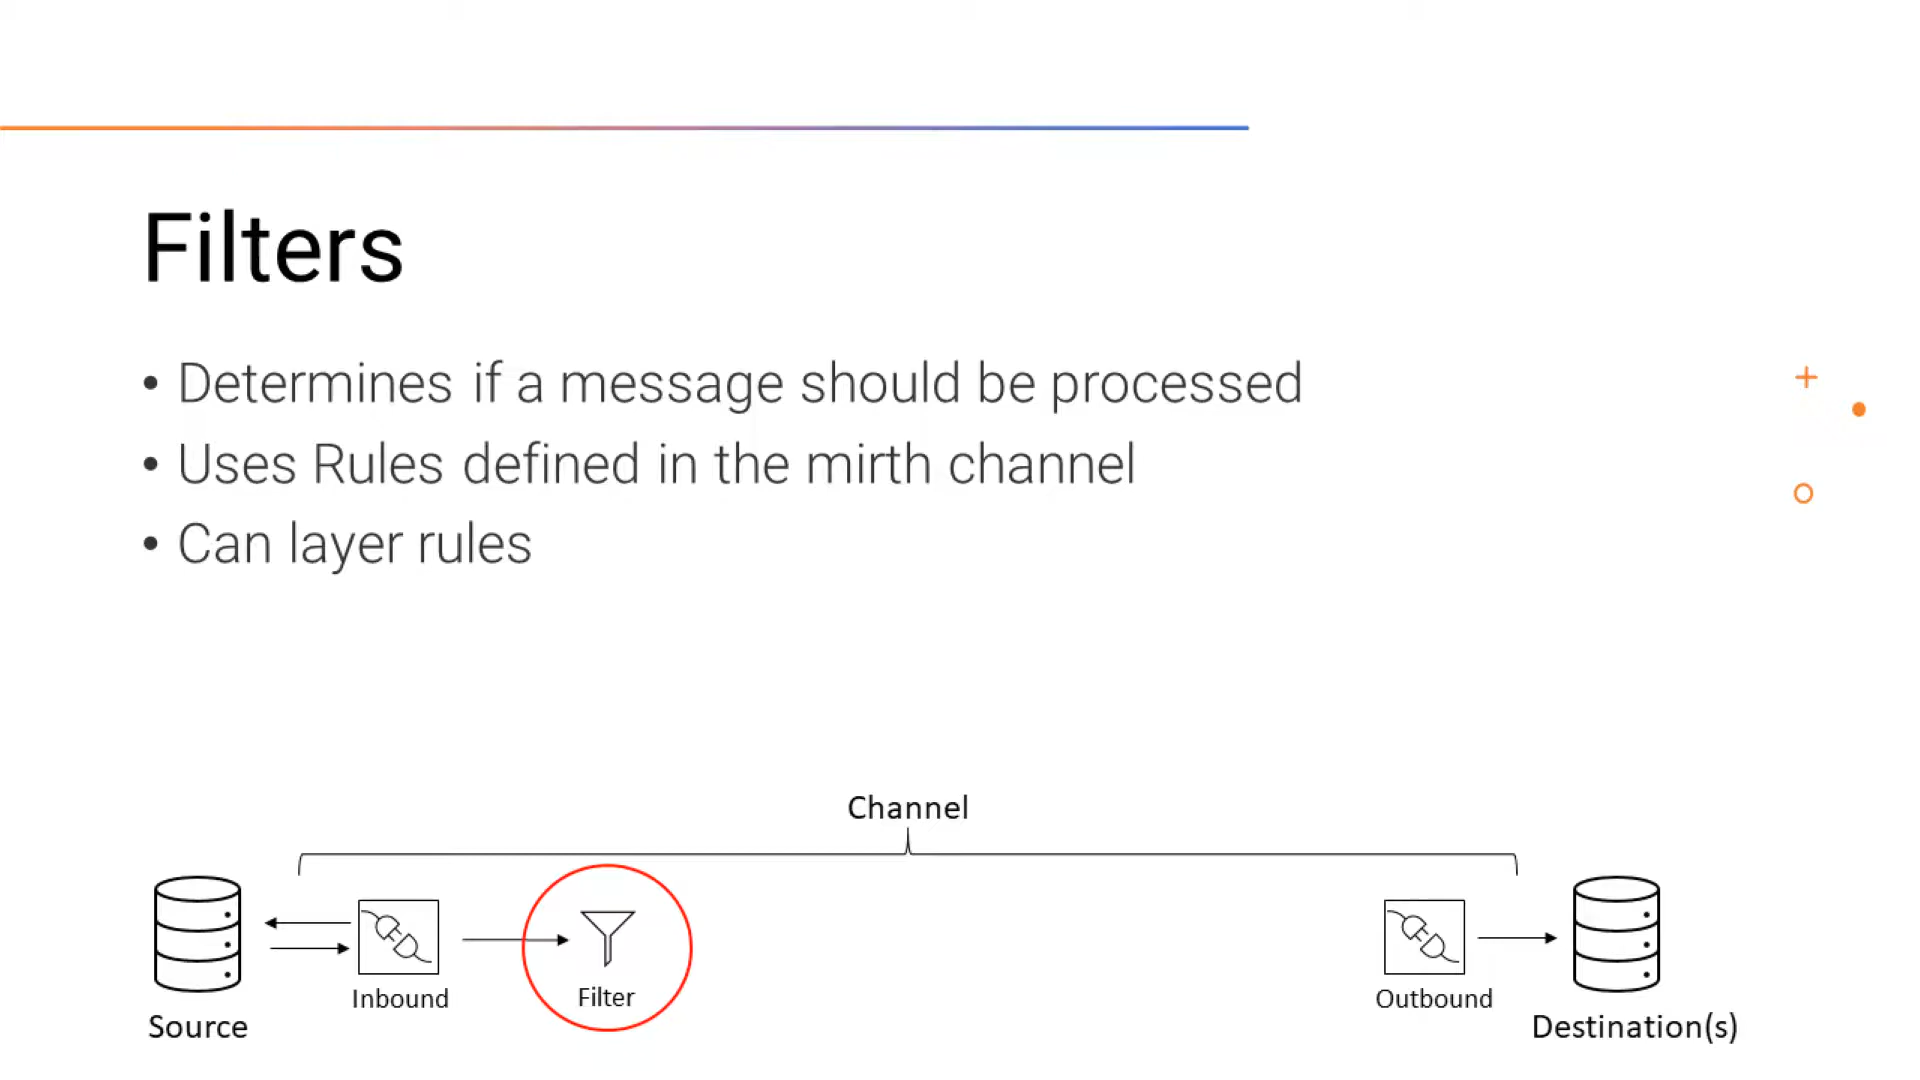 Filters
• Determines if a message should be processed
• Uses Rules defined in the mirth channel
• Can layer rules
Channel
Inbound
Filter
Outbound
Source
Destination(s)